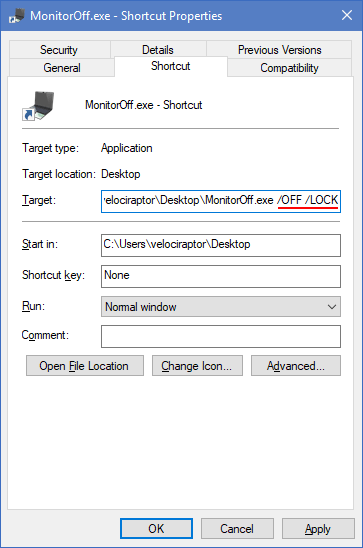 MonitorOff.exe - Shortcut Properties
Security Details Previous Versions
General Shortcut Compatibility
MonitorOff.exe - Shortcut
Target type: Application
Target location: Desktop
Target: velociraptor\Desktop\MonitorOff.exe /OFF /LOCK
Start in: C:\Users\velociraptor\Desktop
Shortcut key: None
Run: Normal window
Comment:
Open File Location Change Icon... Advanced...
OK Cancel Apply